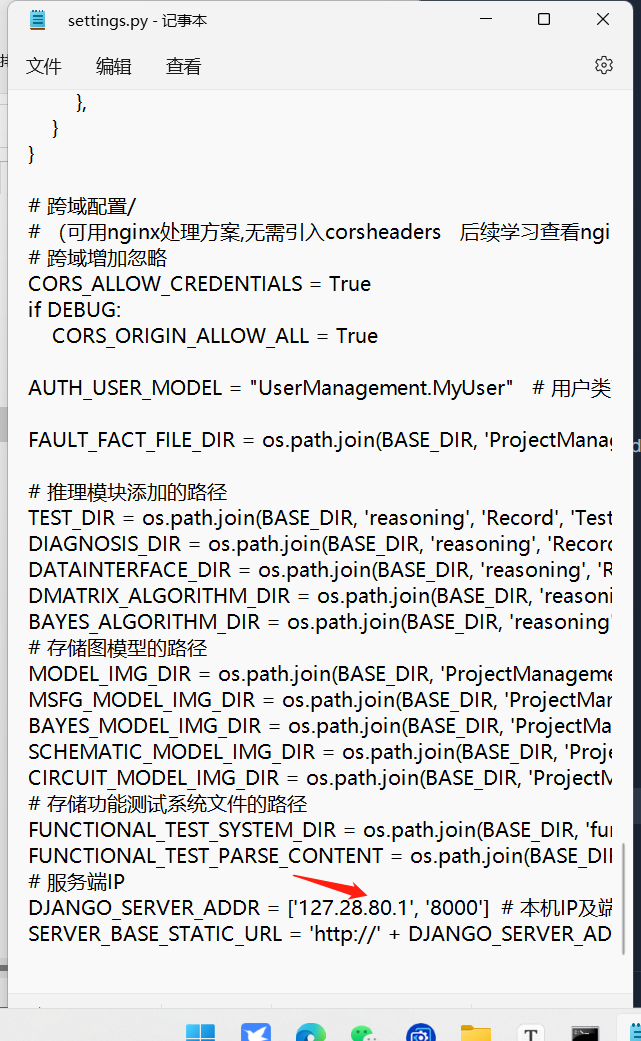 settings.py - 记事本
文件 编辑 查看
},
}
}
# 跨域配置/
# （可用nginx处理方案,无需引入corsheaders 后续学习查看ngi
# 跨域增加忽略
CORS_ALLOW_CREDENTIALS = True
if DEBUG:
CORS_ORIGIN_ALLOW_ALL = True
AUTH_USER_MODEL = "UserManagement.MyUser" # 用户类
FAULT_FACT_FILE_DIR = os.path.join(BASE_DIR, 'ProjectManag
# 推理模块添加的路径
TEST_DIR = os.path.join(BASE_DIR, 'reasoning', 'Record', 'Test
DIAGNOSIS_DIR = os.path.join(BASE_DIR, 'reasoning', 'Record
DATAINTERFACE_DIR = os.path.join(BASE_DIR, 'reasoning', 'R
DMATRIX_ALGORITHM_DIR = os.path.join(BASE_DIR, 'reasoni
BAYES_ALGORITHM_DIR = os.path.join(BASE_DIR, 'reasoning'
# 存储图模型的路径
MODEL_IMG_DIR = os.path.join(BASE_DIR, 'ProjectManageme
MSFG_MODEL_IMG_DIR = os.path.join(BASE_DIR, 'ProjectMan
BAYES_MODEL_IMG_DIR = os.path.join(BASE_DIR, 'ProjectMa
SCHEMATIC_MODEL_IMG_DIR = os.path.join(BASE_DIR, 'Proje
CIRCUIT_MODEL_IMG_DIR = os.path.join(BASE_DIR, 'ProjectM
# 存储功能测试系统文件的路径
FUNCTIONAL_TEST_SYSTEM_DIR = os.path.join(BASE_DIR, 'fun
FUNCTIONAL_TEST_PARSE_CONTENT = os.path.join(BASE_DIR
# 服务端IP
DJANGO_SERVER_ADDR = ['127.28.80.1', '8000'] # 本机IP及端
SERVER_BASE_STATIC_URL = 'http://' + DJANGO_SERVER_AD